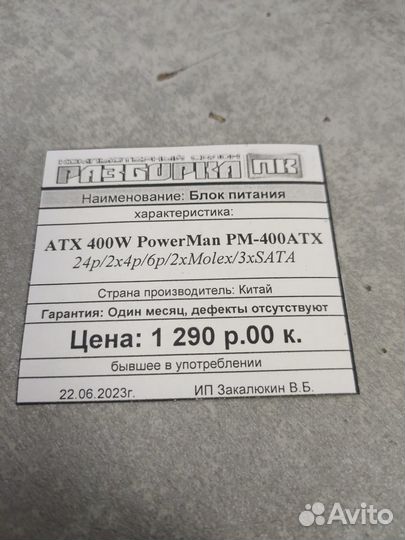 КОМПЬЮТЕРНЫЙ
РАЗБОРКА ПК
Наименование: Блок питания
характеристика:
ATX 400W PowerMan PM-400ATX
24p/2x4p/6p/2xMolex/3xSATA
Страна производитель: Китай
Гарантия: Один месяц, дефекты отсутствуют
Цена: 1 290 р.00 к.
бывшее в употреблении
22.06.2023г. ИП Закалюкин В.Б.
Avito